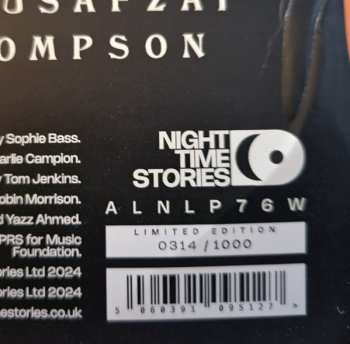 USAFZAI
OMPSON
y Sophie Bass.
arlie Campion.
y Tom Jenkins.
obin Morrison.
d Yazz Ahmed.
PRS for Music
Foundation.
ories Ltd 2024
ories Ltd 2024
estories.co.uk
NIGHT
TIME
STORIES
ALNLP76W
LIMITED EDITION
0314 / 1000
5 060391 095127 >